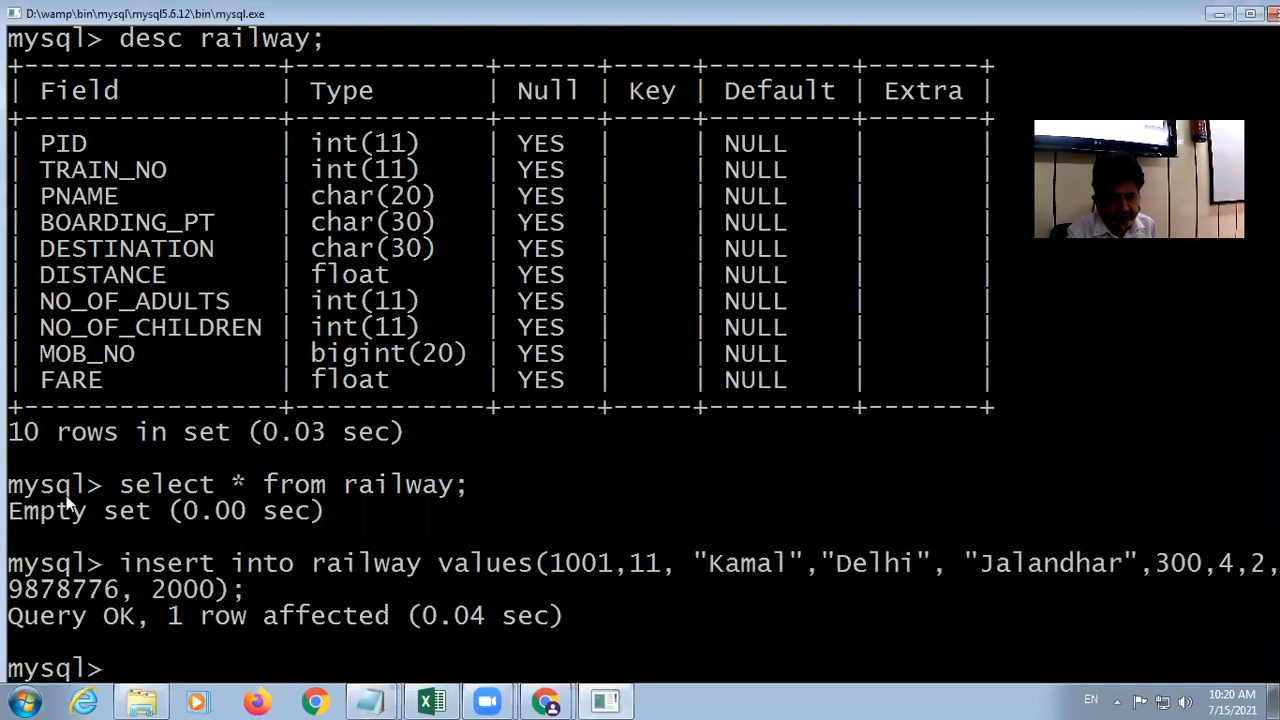 D:\wamp\bin\mysql\mysql5.6.12\bin\mysql.exe
mysql> desc railway;
+----------------+------------+------+-----+---------+-------+
| Field | Type | Null | Key | Default | Extra |
+----------------+------------+------+-----+---------+-------+
| PID | int(11) | YES | | NULL | |
| TRAIN_NO | int(11) | YES | | NULL | |
| PNAME | char(20) | YES | | NULL | |
| BOARDING_PT | char(30) | YES | | NULL | |
| DESTINATION | char(30) | YES | | NULL | |
| DISTANCE | float | YES | | NULL | |
| NO_OF_ADULTS | int(11) | YES | | NULL | |
| NO_OF_CHILDREN | int(11) | YES | | NULL | |
| MOB_NO | bigint(20) | YES | | NULL | |
| FARE | float | YES | | NULL | |
+----------------+------------+------+-----+---------+-------+
10 rows in set (0.03 sec)
mysql> select * from railway;
Empty set (0.00 sec)
mysql> insert into railway values(1001,11, "Kamal","Delhi", "Jalandhar",300,4,2,
9878776, 2000);
Query OK, 1 row affected (0.04 sec)
mysql>
EN
10:20 AM
7/15/2021